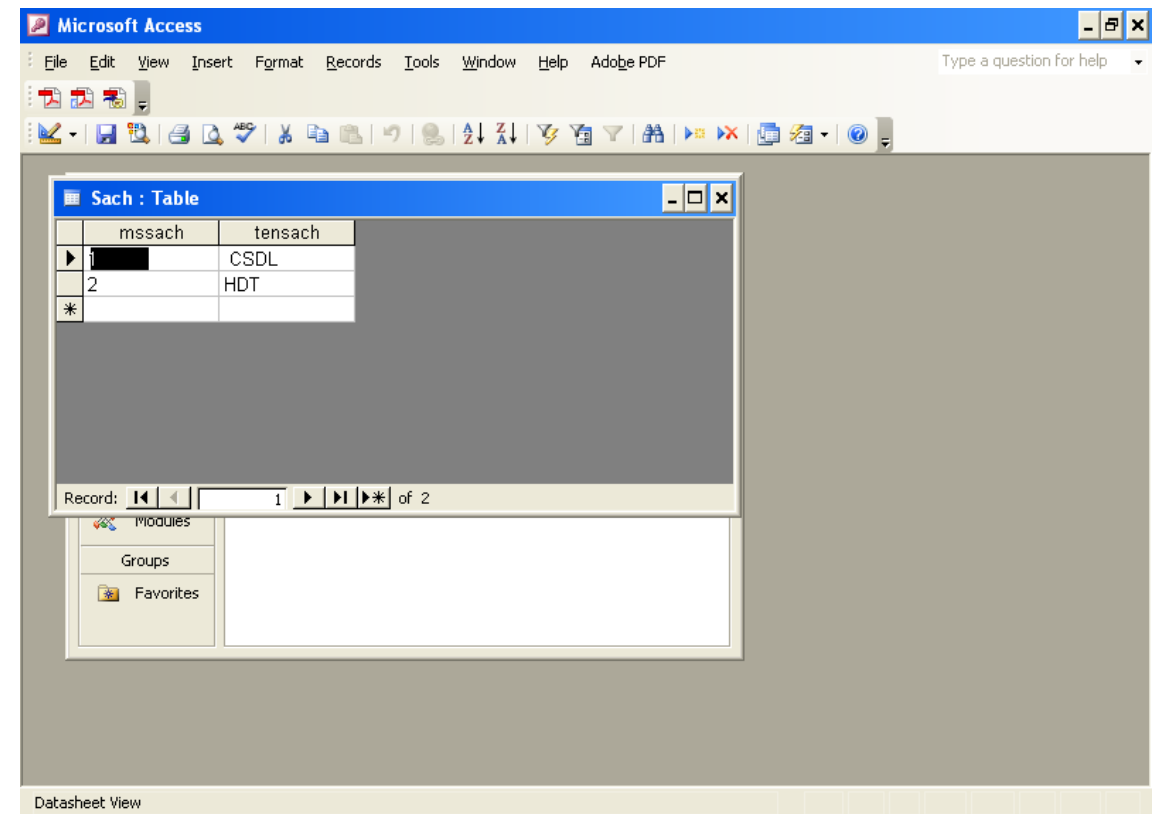 Microsoft Access
File Edit View Insert Format Records Tools Window Help Adobe PDF Type a question for help
Sach : Table
mssach tensach
1 CSDL
2 HDT
Record: 1 of 2
Modules
Groups
Favorites
Datasheet View